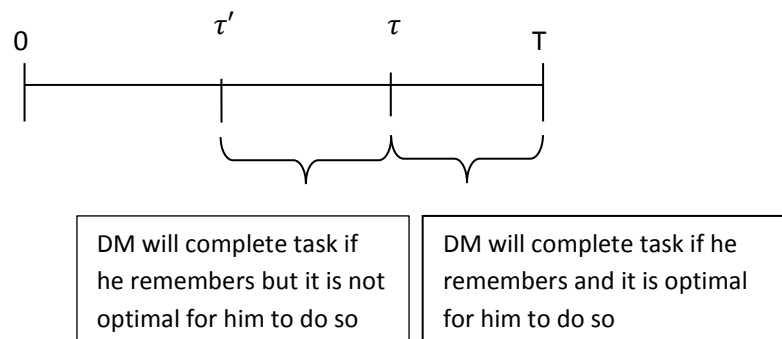 0 τ′ τ T
DM will complete task if
he remembers but it is not
optimal for him to do so
DM will complete task if he
remembers and it is optimal
for him to do so